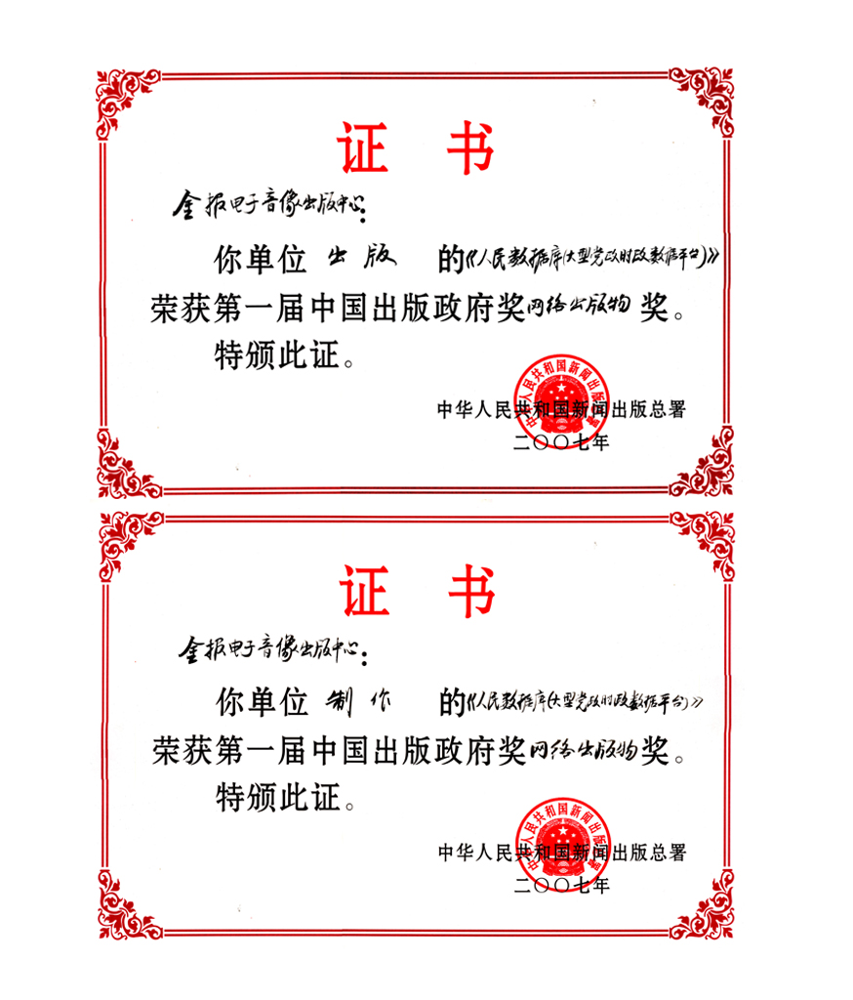 证 书
金报电子音像出版中心:
你单位 出 版 的《人民数据库(大型党政时政数据平台)》
荣获第一届中国出版政府奖网络出版物奖。
特颁此证。
中华人民共和国新闻出版总署
中华人民共和国新闻出版总署
二〇〇七年
证 书
金报电子音像出版中心:
你单位 制 作 的《人民数据库(大型党政时政数据平台)》
荣获第一届中国出版政府奖网络出版物奖。
特颁此证。
中华人民共和国新闻出版总署
中华人民共和国新闻出版总署
二〇〇七年